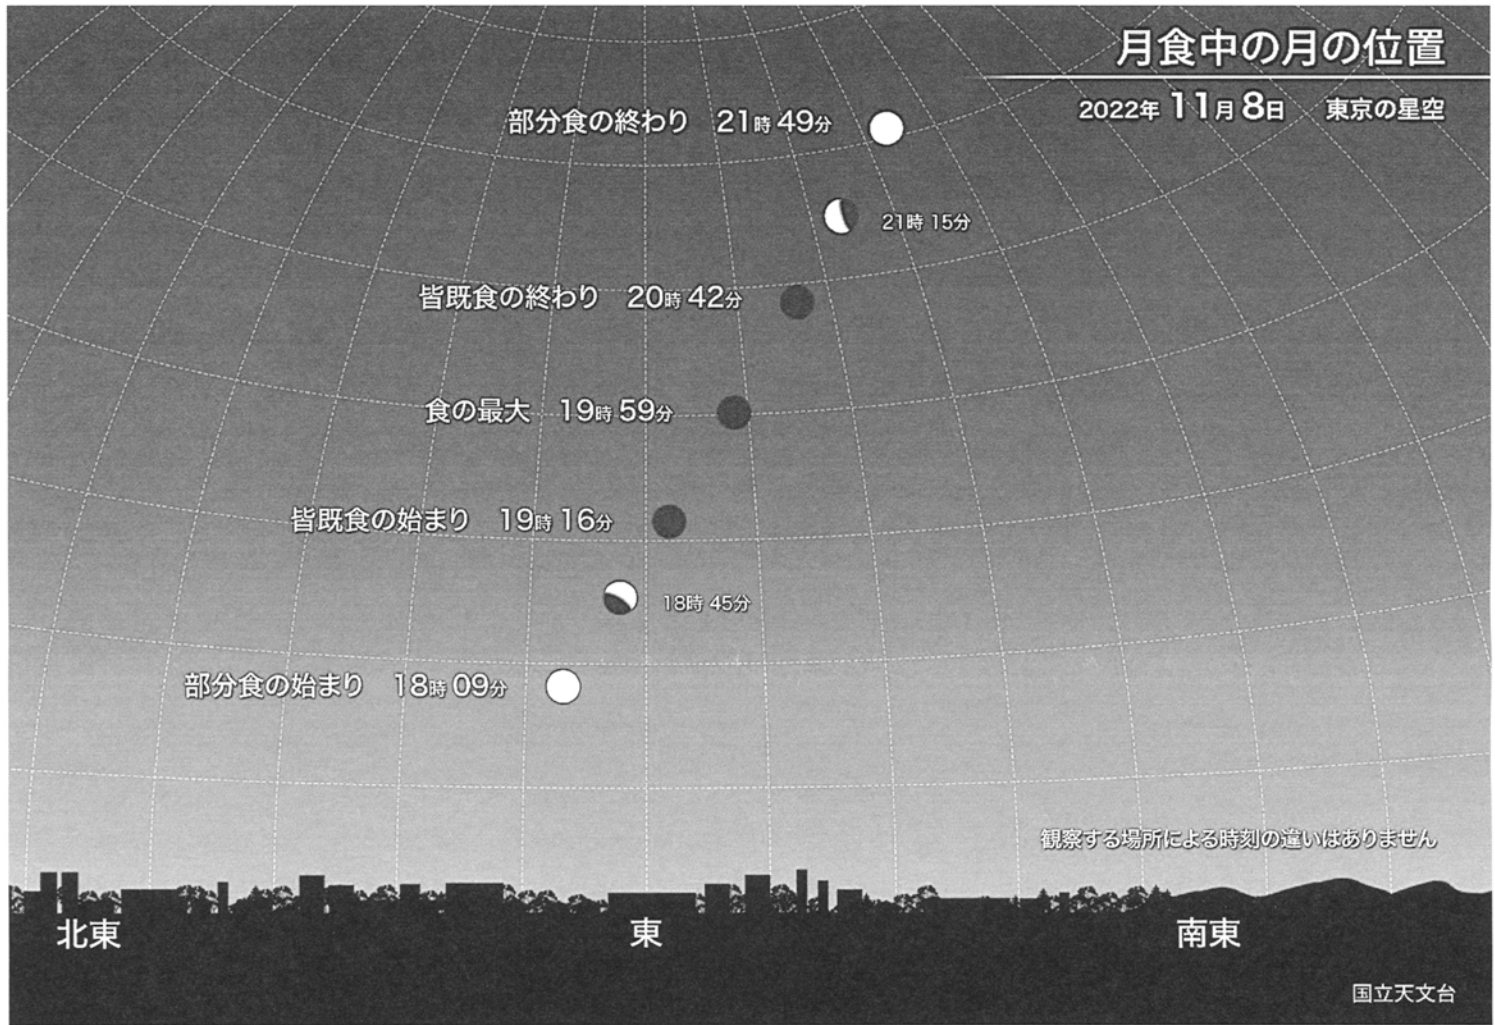 月食中の月の位置
2022年 11月 8日 東京の星空
部分食の終わり 21時 49分
21時 15分
皆既食の終わり 20時 42分
食の最大 19時 59分
皆既食の始まり 19時 16分
18時 45分
部分食の始まり 18時 09分
観察する場所による時刻の違いはありません
北東
東
南東
国立天文台